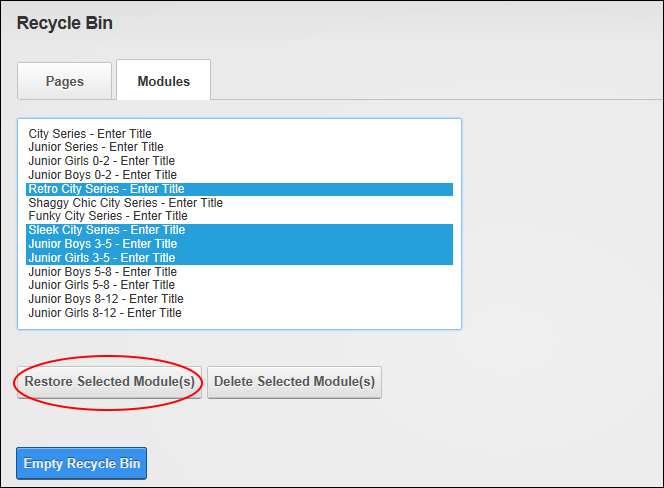 Recycle Bin
Pages
Modules
City Series - Enter Title
Junior Series - Enter Title
Junior Girls 0-2 - Enter Title
Junior Boys 0-2 - Enter Title
Retro City Series - Enter Title
Shaggy Chic City Series - Enter Title
Funky City Series - Enter Title
Sleek City Series - Enter Title
Junior Boys 3-5 - Enter Title
Junior Girls 3-5 - Enter Title
Junior Boys 5-8 - Enter Title
Junior Girls 5-8 - Enter Title
Junior Boys 8-12 - Enter Title
Junior Girls 8-12 - Enter Title
Restore Selected Module(s)
Delete Selected Module(s)
Empty Recycle Bin